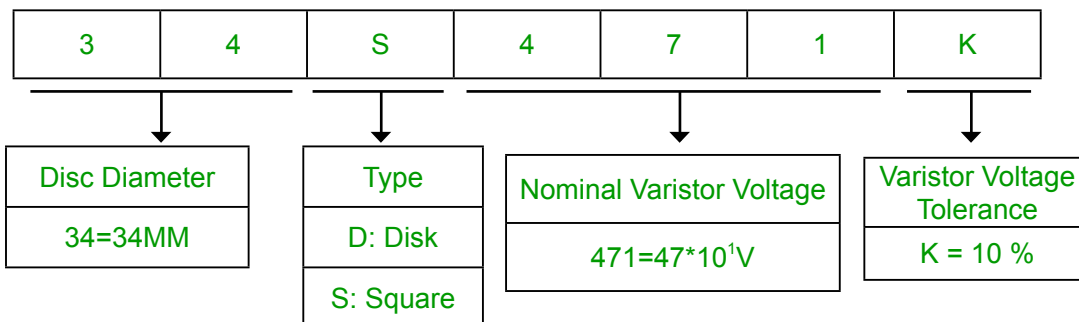 3 4 S 4 7 1 K
Disc Diameter
34=34MM
Type
D: Disk
S: Square
Nominal Varistor Voltage
471=47*10¹V
Varistor Voltage
Tolerance
K = 10 %